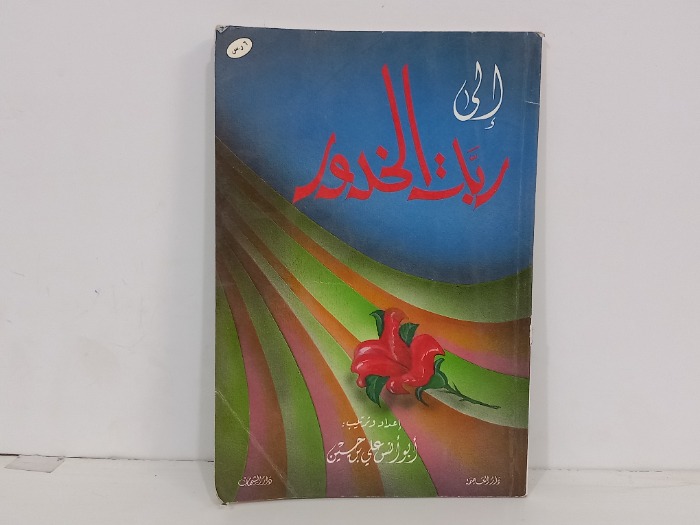 إلى
ربات الخدور
إعداد وترتيب:
أبو أنس علي بن حسين